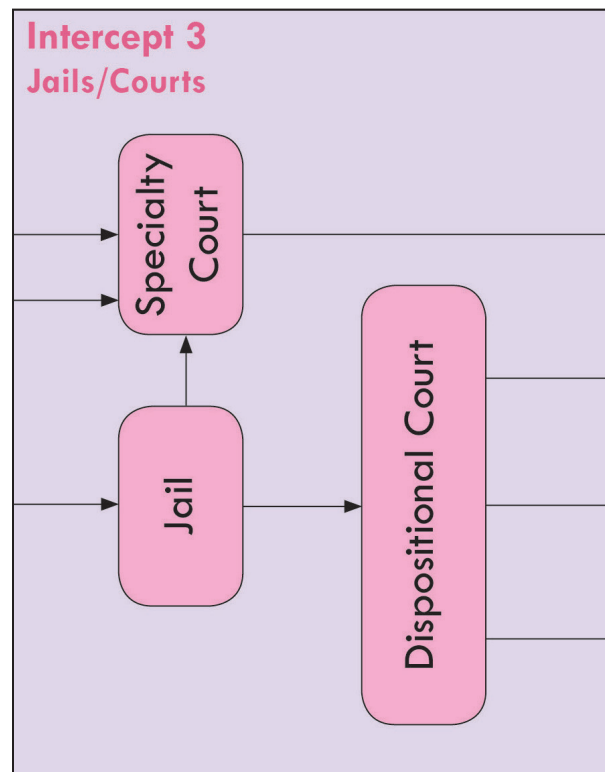 Intercept 3
Jails/Courts
Specialty
Court
Jail
Dispositional Court